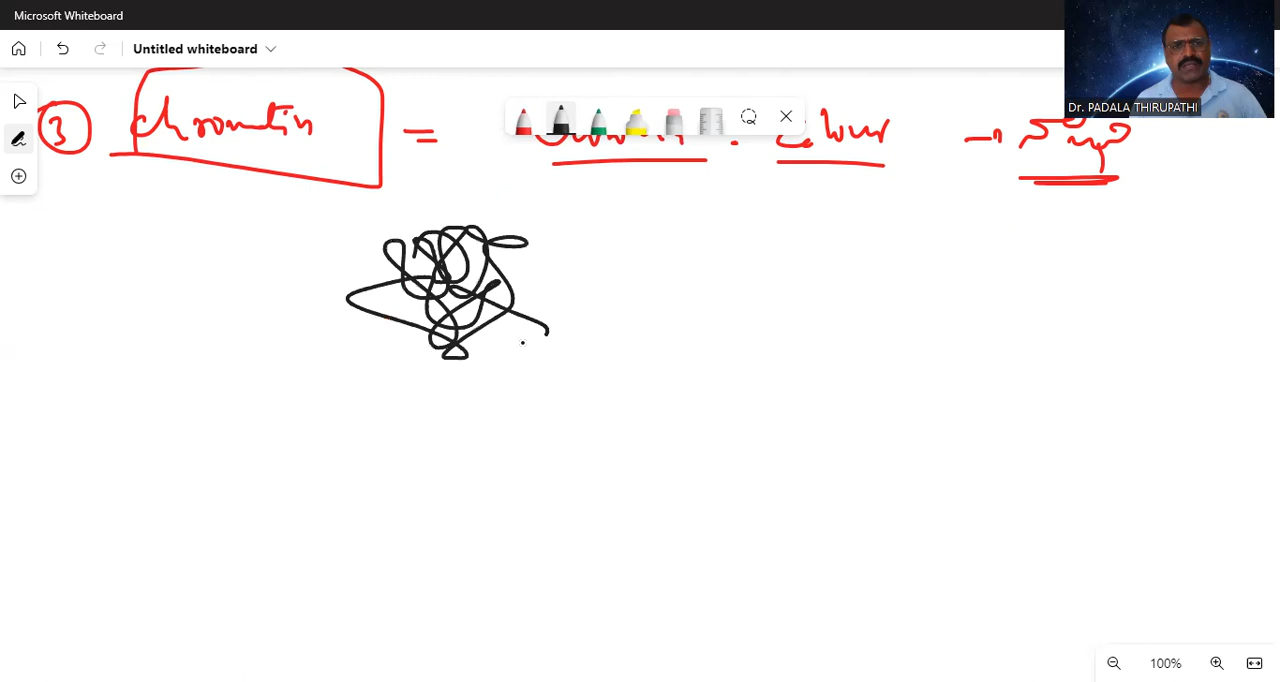 Microsoft Whiteboard
Untitled whiteboard
Dr. PADALA THIRUPATHI
3 chromatin = : colour →
100%